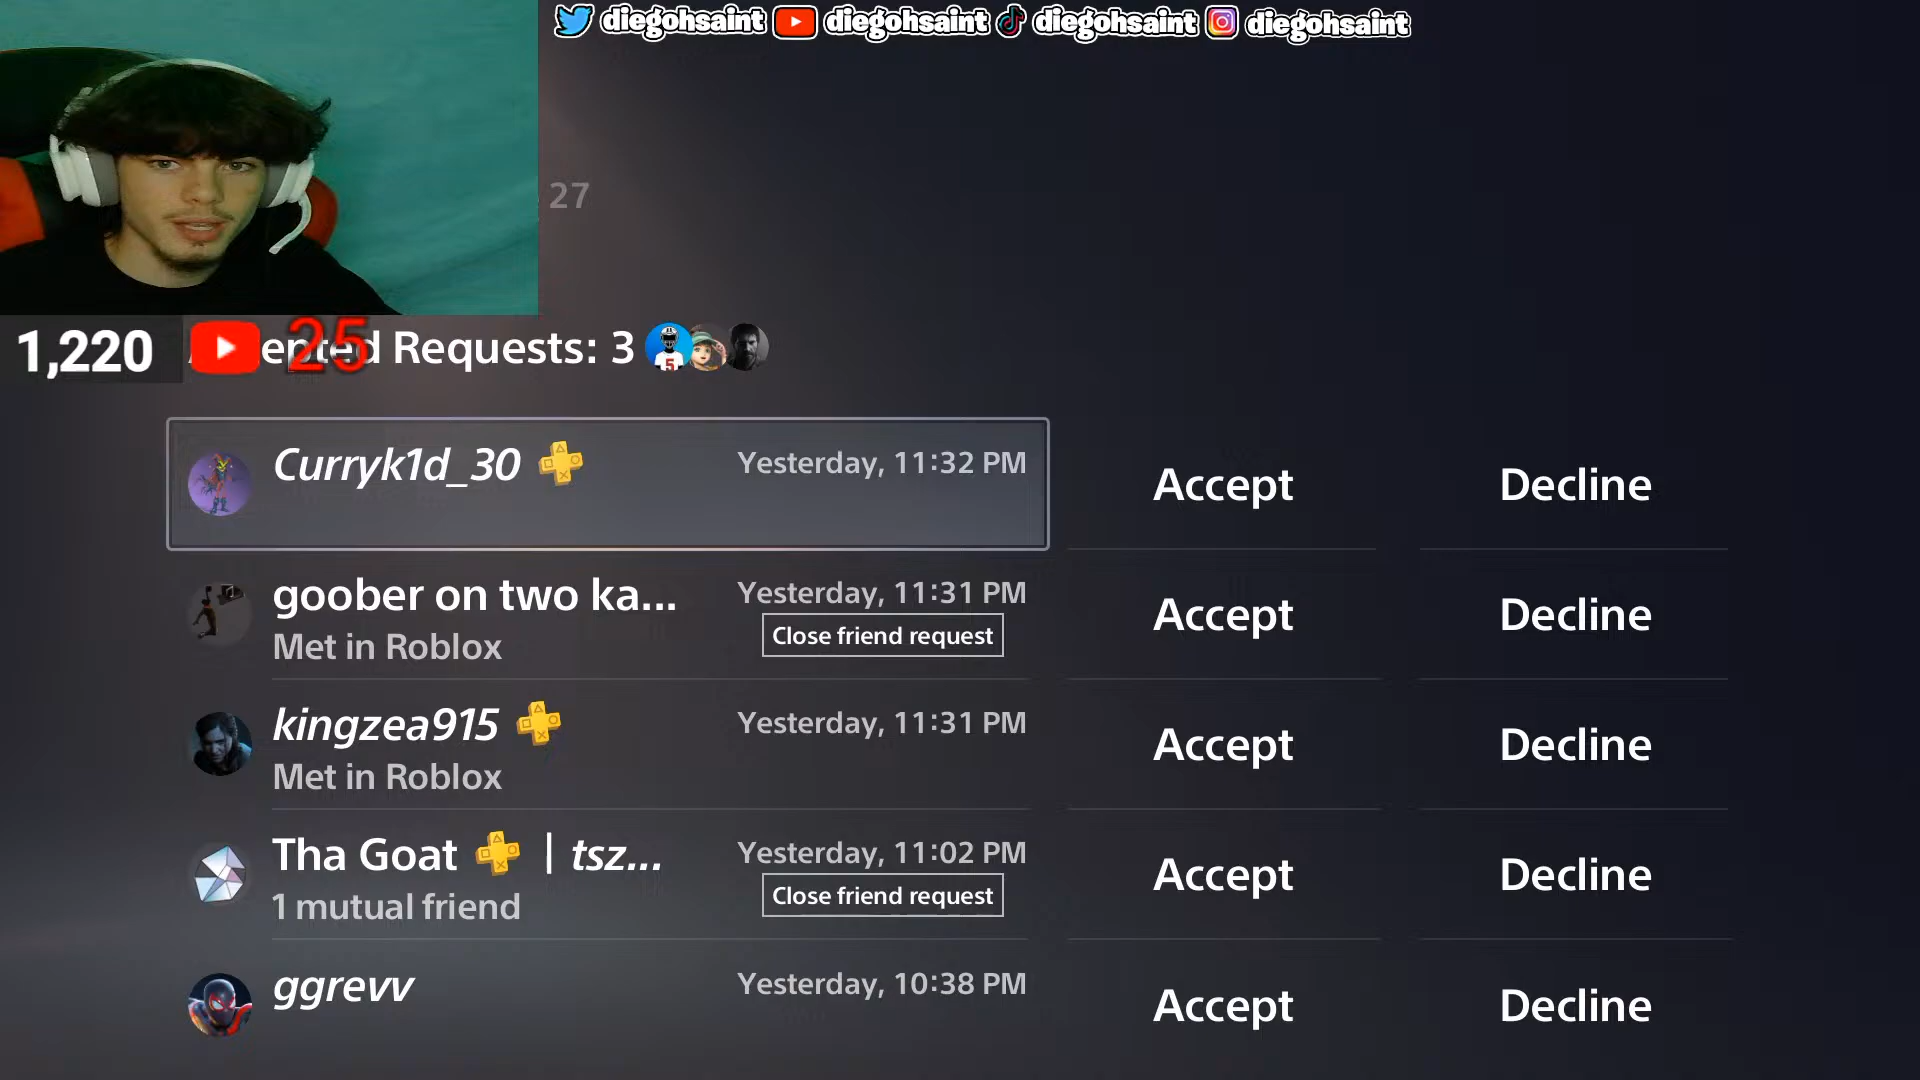 diegohsaint diegohsaint diegohsaint diegohsaint
27
1,220 25
Requests: 3
Curryk1d_30 Yesterday, 11:32 PM Accept Decline
goober on two ka... Yesterday, 11:31 PM Accept Decline
Met in Roblox Close friend request
kingzea915 Yesterday, 11:31 PM Accept Decline
Met in Roblox
Tha Goat | tsz... Yesterday, 11:02 PM Accept Decline
1 mutual friend Close friend request
ggrevv Yesterday, 10:38 PM Accept Decline